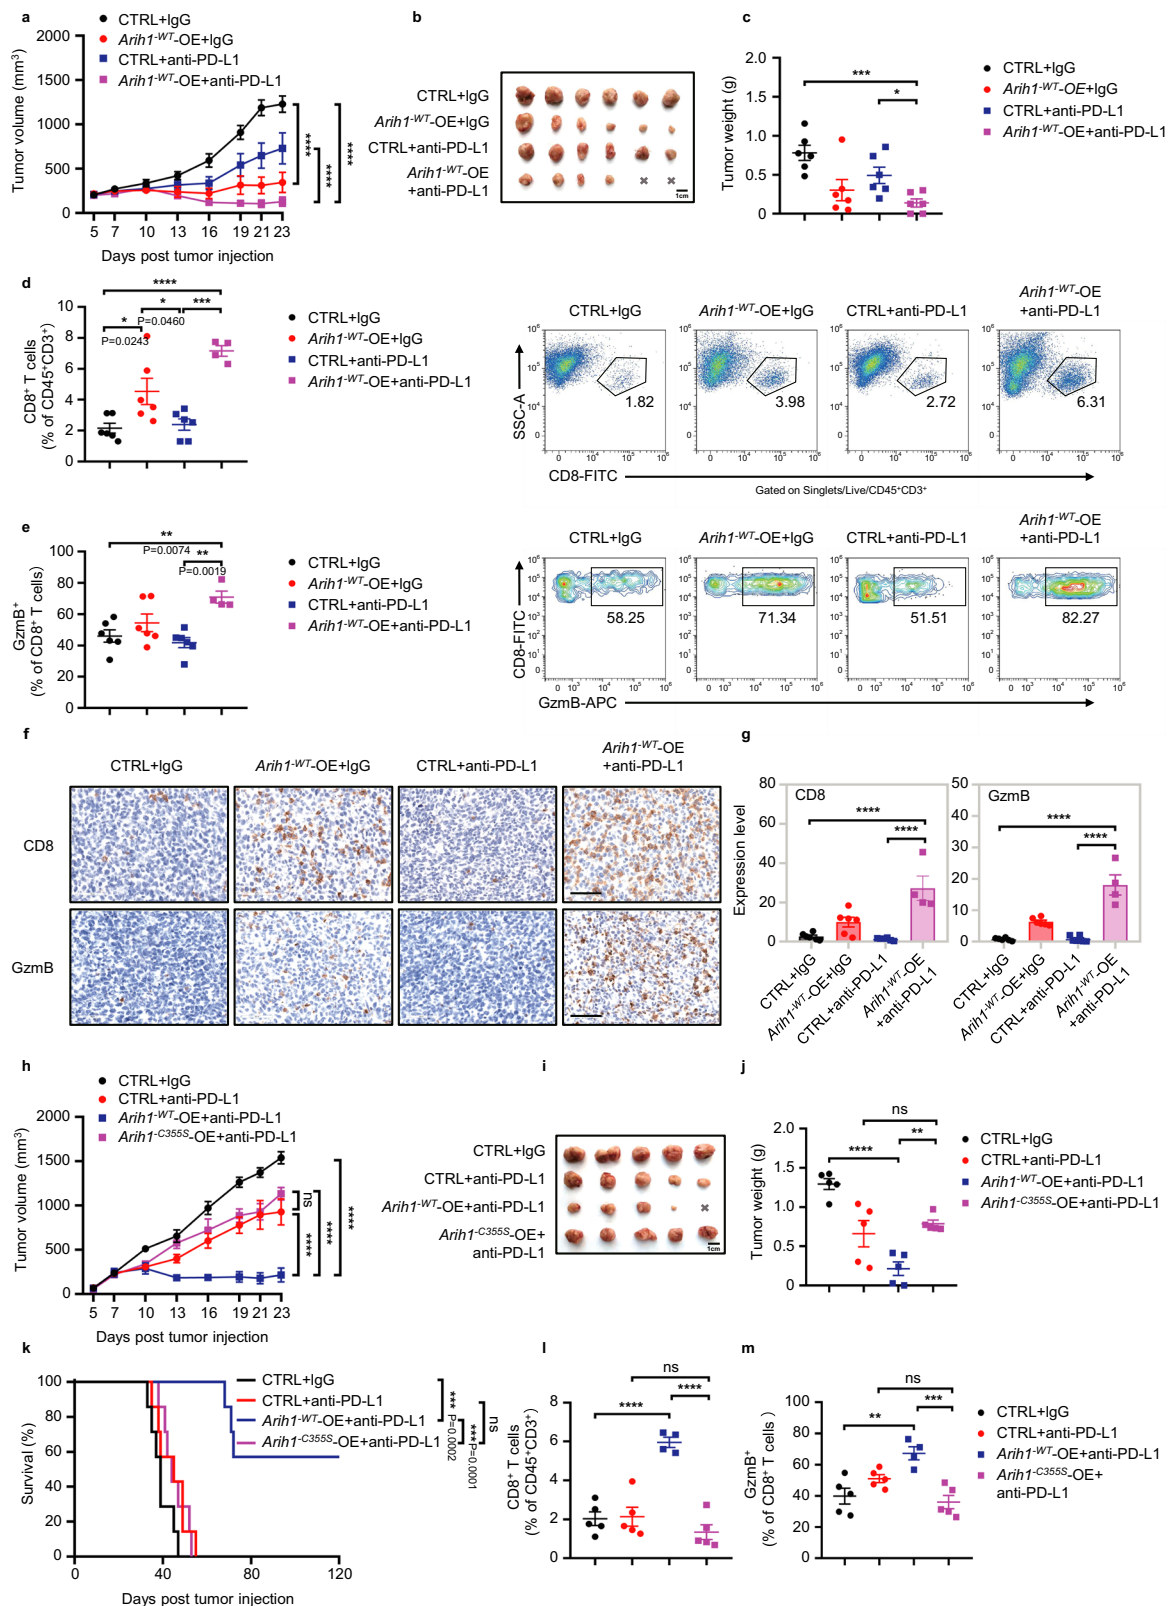 a
CTRL+IgG
Arih1-WT-OE+IgG
CTRL+anti-PD-L1
Arih1-WT-OE+anti-PD-L1
Tumor volume (mm3)
2000
1500
1000
500
0
5 7 10 13 16 19 21 23
Days post tumor injection
****
****
****
b
CTRL+IgG
Arih1-WT-OE+IgG
CTRL+anti-PD-L1
Arih1-WT-OE
+anti-PD-L1
1cm
c
Tumor weight (g)
2.0
1.5
1.0
0.5
0
***
*
CTRL+IgG
Arih1-WT-OE+IgG
CTRL+anti-PD-L1
Arih1-WT-OE+anti-PD-L1
d
CD8+ T cells
(% of CD45+CD3+)
10
8
6
4
2
0
****
* ***
* P=0.0460
P=0.0243
CTRL+IgG
Arih1-WT-OE+IgG
CTRL+anti-PD-L1
Arih1-WT-OE+anti-PD-L1
CTRL+IgG
Arih1-WT-OE+IgG
CTRL+anti-PD-L1
Arih1-WT-OE
+anti-PD-L1
SSC-A
106
105
104
0
1.82
3.98
2.72
6.31
0 104 105 106
CD8-FITC
Gated on Singlets/Live/CD45+CD3+
e
GzmB+
(% of CD8+ T cells)
100
80
60
40
20
0
**
P=0.0074 **
P=0.0019
CTRL+IgG
Arih1-WT-OE+IgG
CTRL+anti-PD-L1
Arih1-WT-OE+anti-PD-L1
CTRL+IgG
Arih1-WT-OE+IgG
CTRL+anti-PD-L1
Arih1-WT-OE
+anti-PD-L1
CD8-FITC
106
105
104
103
102
101
0
58.25
71.34
51.51
82.27
0 103 104 105 106
GzmB-APC
f
CTRL+IgG
Arih1-WT-OE+IgG
CTRL+anti-PD-L1
Arih1-WT-OE
+anti-PD-L1
CD8
GzmB
g
Expression level
80
60
40
20
0
CD8
****
****
CTRL+IgG
Arih1-WT-OE+IgG
CTRL+anti-PD-L1
Arih1-WT-OE
+anti-PD-L1
50
40
30
20
10
0
GzmB
****
****
CTRL+IgG
Arih1-WT-OE+IgG
CTRL+anti-PD-L1
Arih1-WT-OE
+anti-PD-L1
h
CTRL+IgG
CTRL+anti-PD-L1
Arih1-WT-OE+anti-PD-L1
Arih1-C355S-OE+anti-PD-L1
Tumor volume (mm3)
2000
1500
1000
500
0
5 7 10 13 16 19 21 23
Days post tumor injection
ns
****
****
****
i
CTRL+IgG
CTRL+anti-PD-L1
Arih1-WT-OE+anti-PD-L1
Arih1-C355S-OE+
anti-PD-L1
1cm
j
Tumor weight (g)
2.0
1.5
1.0
0.5
0
ns
****
**
CTRL+IgG
CTRL+anti-PD-L1
Arih1-WT-OE+anti-PD-L1
Arih1-C355S-OE+anti-PD-L1
k
Survival (%)
100
80
60
40
20
0
0 40 80 120
Days post tumor injection
CTRL+IgG
CTRL+anti-PD-L1
Arih1-WT-OE+anti-PD-L1
Arih1-C355S-OE+anti-PD-L1
*** P=0.0002
***P=0.0001
ns
l
CD8+ T cells
(% of CD45+CD3+)
8
6
4
2
0
ns
****
****
m
GzmB+
(% of CD8+ T cells )
100
80
60
40
20
0
ns
**
***
CTRL+IgG
CTRL+anti-PD-L1
Arih1-WT-OE+anti-PD-L1
Arih1-C355S-OE+
anti-PD-L1